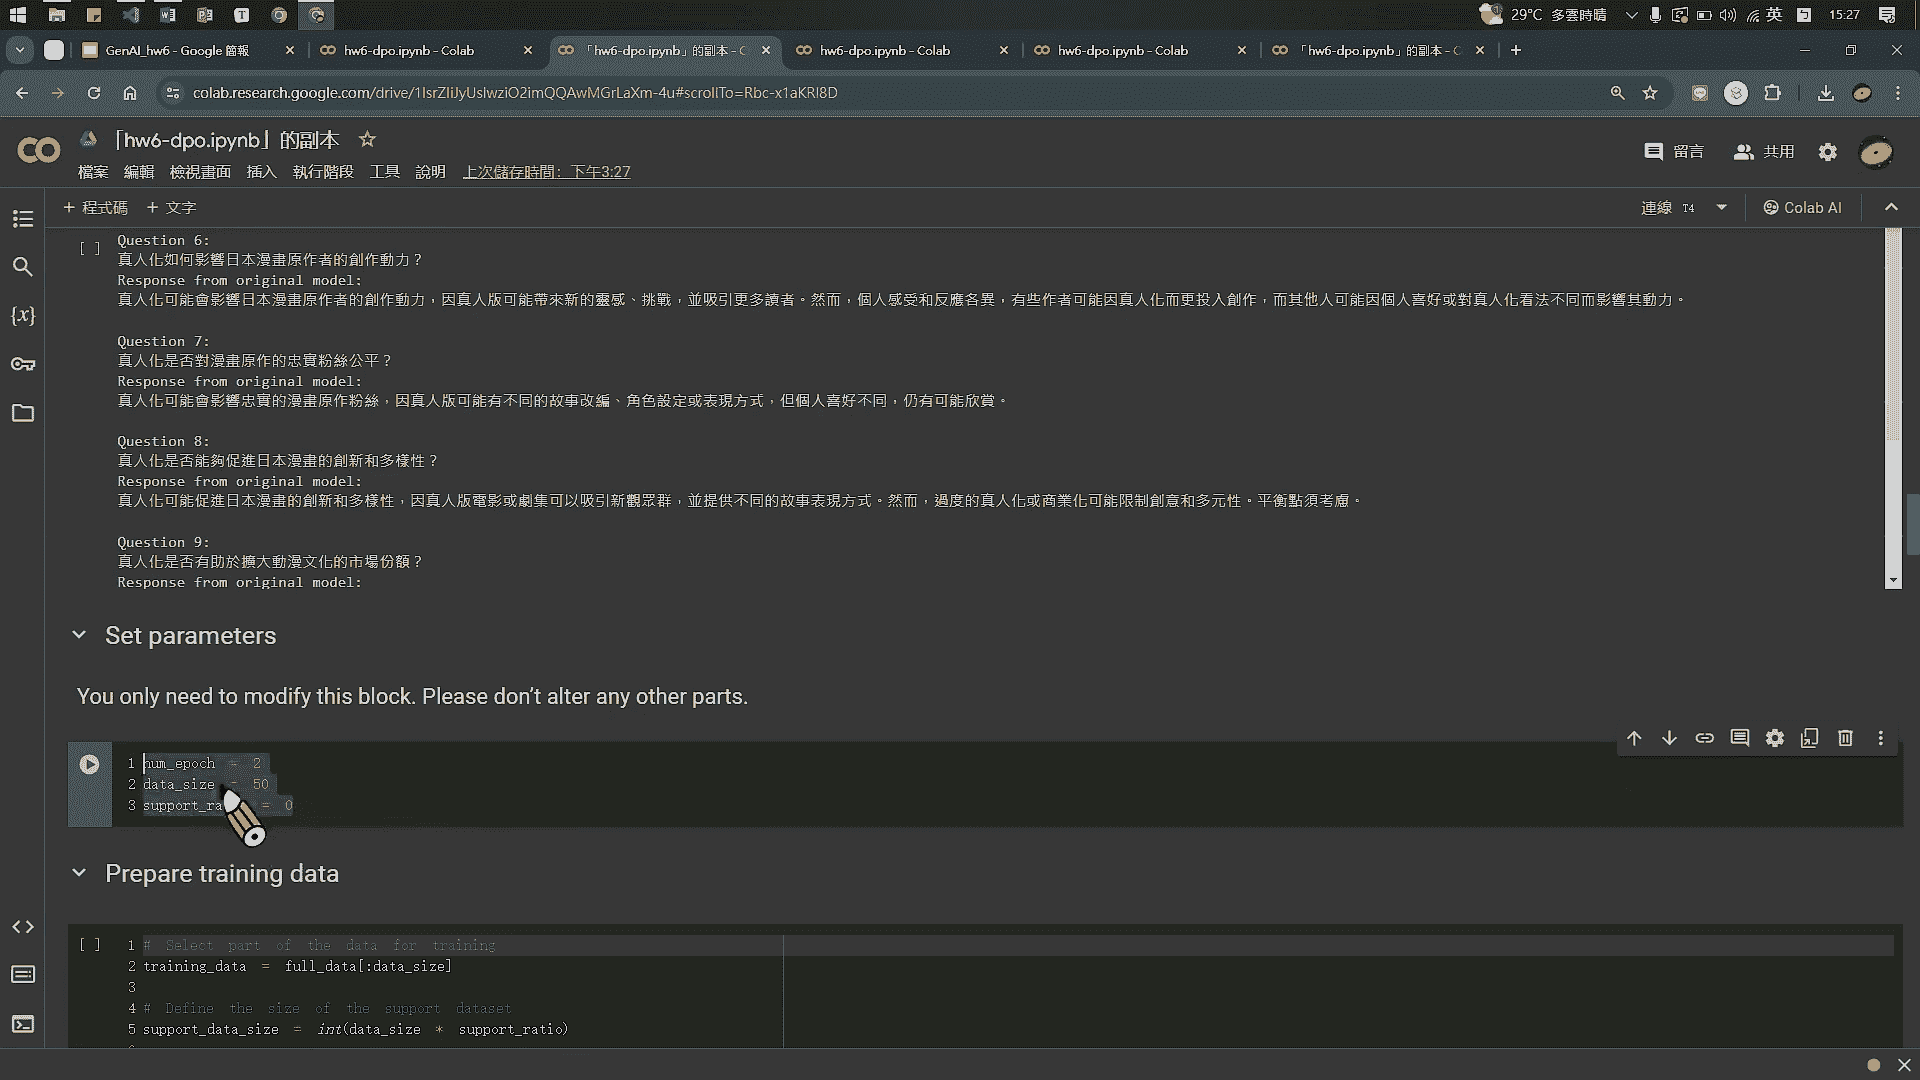 29°C 多雲時晴 英 15:27
GenAI_hw6 - Google 簡報
hw6-dpo.ipynb - Colab
「hw6-dpo.ipynb」的副本 - C
hw6-dpo.ipynb - Colab
hw6-dpo.ipynb - Colab
「hw6-dpo.ipynb」的副本 - C
「hw6-dpo.ipynb」的副本
留言 共用
檔案 編輯 檢視畫面 插入 執行階段 工具 說明 上次儲存時間：下午3:27
+ 程式碼 + 文字
連線 T4 Colab AI
[ ] Question 6:
真人化如何影響日本漫畫原作者的創作動力？
Response from original model:
真人化可能會影響日本漫畫原作者的創作動力，因真人版可能帶來新的靈感、挑戰，並吸引更多讀者。然而，個人感受和反應各異，有些作者可能因真人化而更投入創作，而其他人可能因個人喜好或對真人化看法不同而影響其動力。
Question 7:
真人化是否對漫畫原作的忠實粉絲公平？
Response from original model:
真人化可能會影響忠實的漫畫原作粉絲，因真人版可能有不同的故事改編、角色設定或表現方式，但個人喜好不同，仍有可能欣賞。
Question 8:
真人化是否能夠促進日本漫畫的創新和多樣性？
Response from original model:
真人化可能促進日本漫畫的創新和多樣性，因真人版電影或劇集可以吸引新觀眾群，並提供不同的故事表現方式。然而，過度的真人化或商業化可能限制創意和多元性。平衡點須考慮。
Question 9:
真人化是否有助於擴大動漫文化的市場份額？
Response from original model:
Set parameters
You only need to modify this block. Please don't alter any other parts.
1 num_epoch = 2
2 data_size = 50
3 support_ra = 0
Prepare training data
[ ] 1 # Select part of the data for training
2 training_data = full_data[:data_size]
3
4 # Define the size of the support dataset
5 support_data_size = int(data_size * support_ratio)